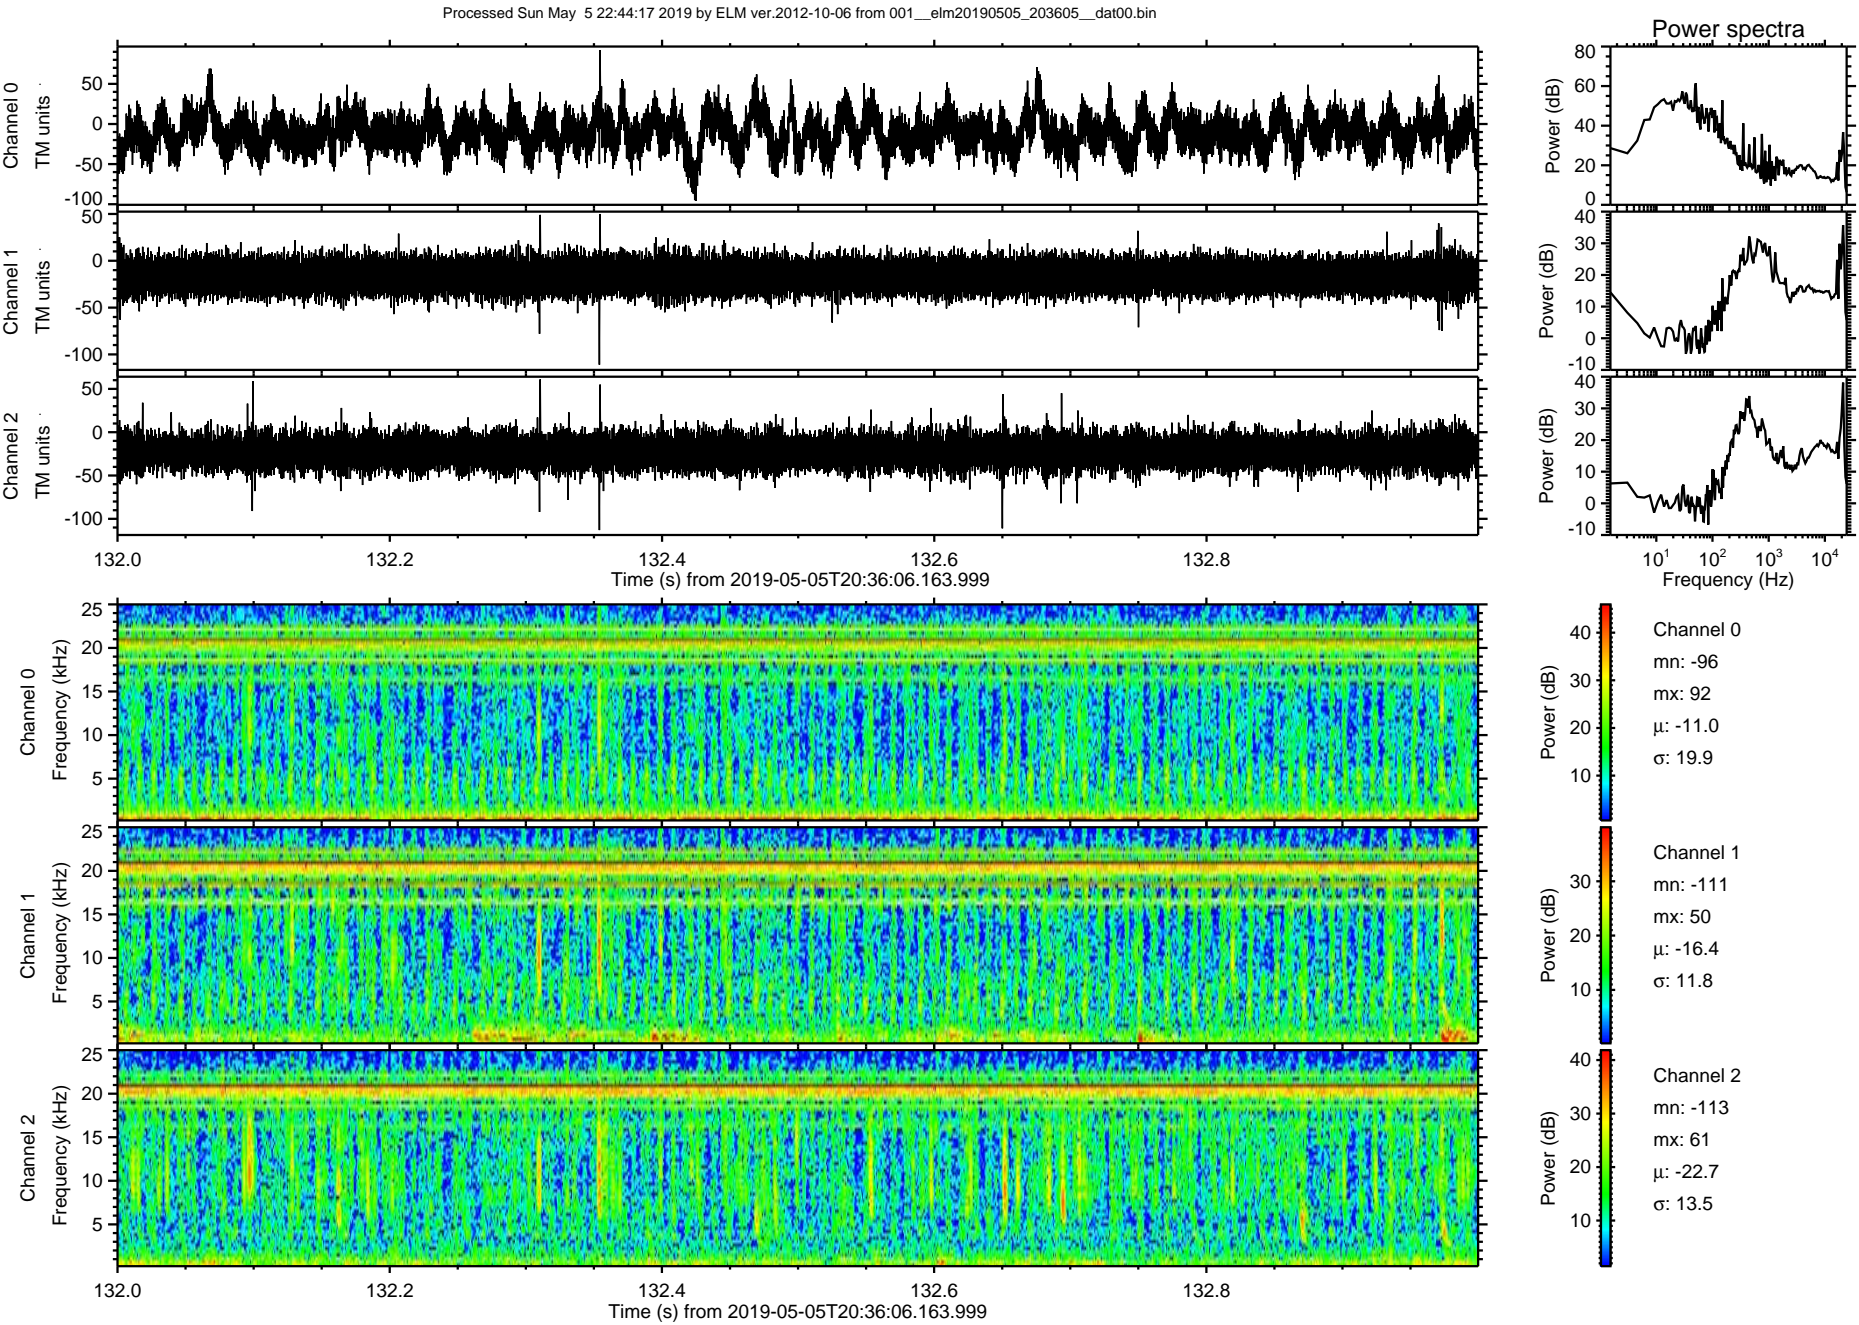 Processed Sun May  5 22:44:17 2019 by ELM ver.2012-10-06 from 001__elm20190505_203605__dat00.bin
Power spectra
Channel 0
TM units
50
0
-50
-100
Power (dB)
80
60
40
20
0
Channel 1
TM units
50
0
-50
-100
Power (dB)
40
30
20
10
0
-10
Channel 2
TM units
50
0
-50
-100
Power (dB)
40
30
20
10
0
-10
132.0 132.2 132.4 132.6 132.8
Time (s) from 2019-05-05T20:36:06.163.999
10¹ 10² 10³ 10⁴
Frequency (Hz)
Channel 0
Frequency (kHz)
25
20
15
10
5
Power (dB)
40
30
20
10
Channel 0
mn: -96
mx: 92
μ: -11.0
σ: 19.9
Channel 1
Frequency (kHz)
25
20
15
10
5
Power (dB)
30
20
10
Channel 1
mn: -111
mx: 50
μ: -16.4
σ: 11.8
Channel 2
Frequency (kHz)
25
20
15
10
5
Power (dB)
40
30
20
10
Channel 2
mn: -113
mx: 61
μ: -22.7
σ: 13.5
132.0 132.2 132.4 132.6 132.8
Time (s) from 2019-05-05T20:36:06.163.999